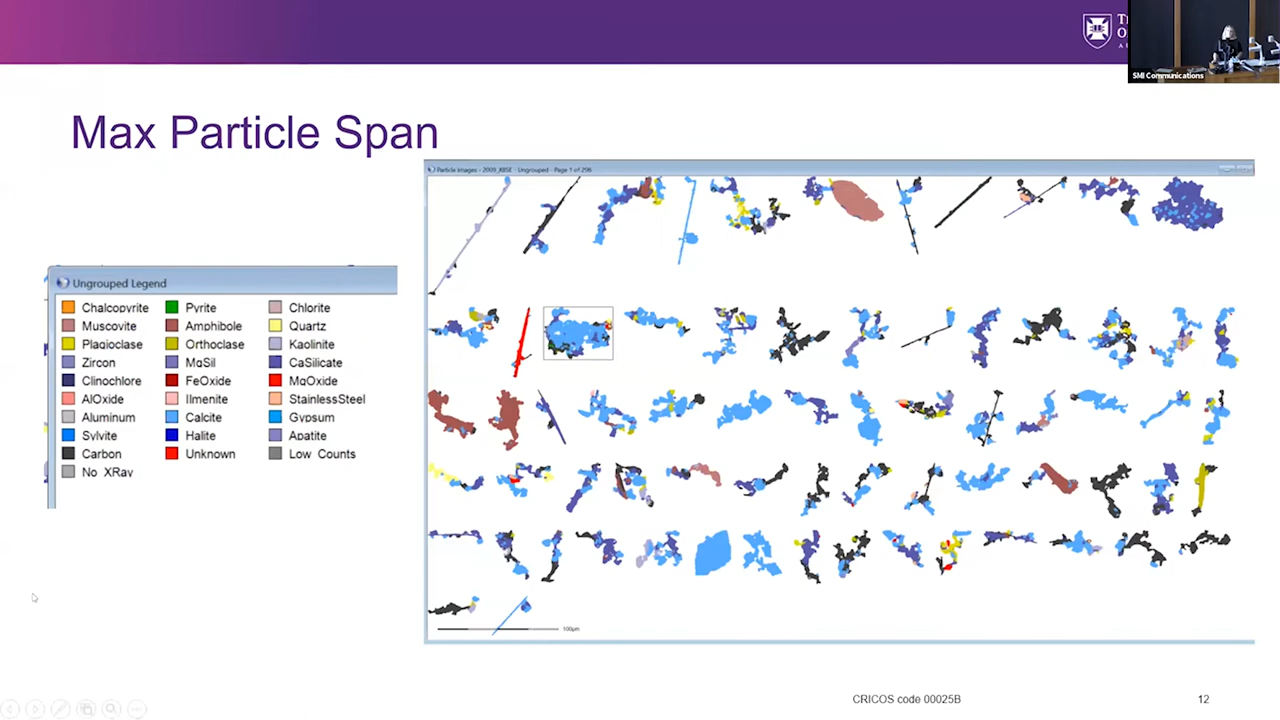 SMI Communications
Max Particle Span
Particle Images - 2009_KBSE - Ungrouped - Page 1 of 296
Ungrouped Legend
Chalcopyrite Pyrite Chlorite
Muscovite Amphibole Quartz
Plagioclase Orthoclase Kaolinite
Zircon MgSil CaSilicate
Clinochlore FeOxide MgOxide
AlOxide Ilmenite StainlessSteel
Aluminum Calcite Gypsum
Sylvite Halite Apatite
Carbon Unknown Low Counts
No XRay
100µm
CRICOS code 00025B
12